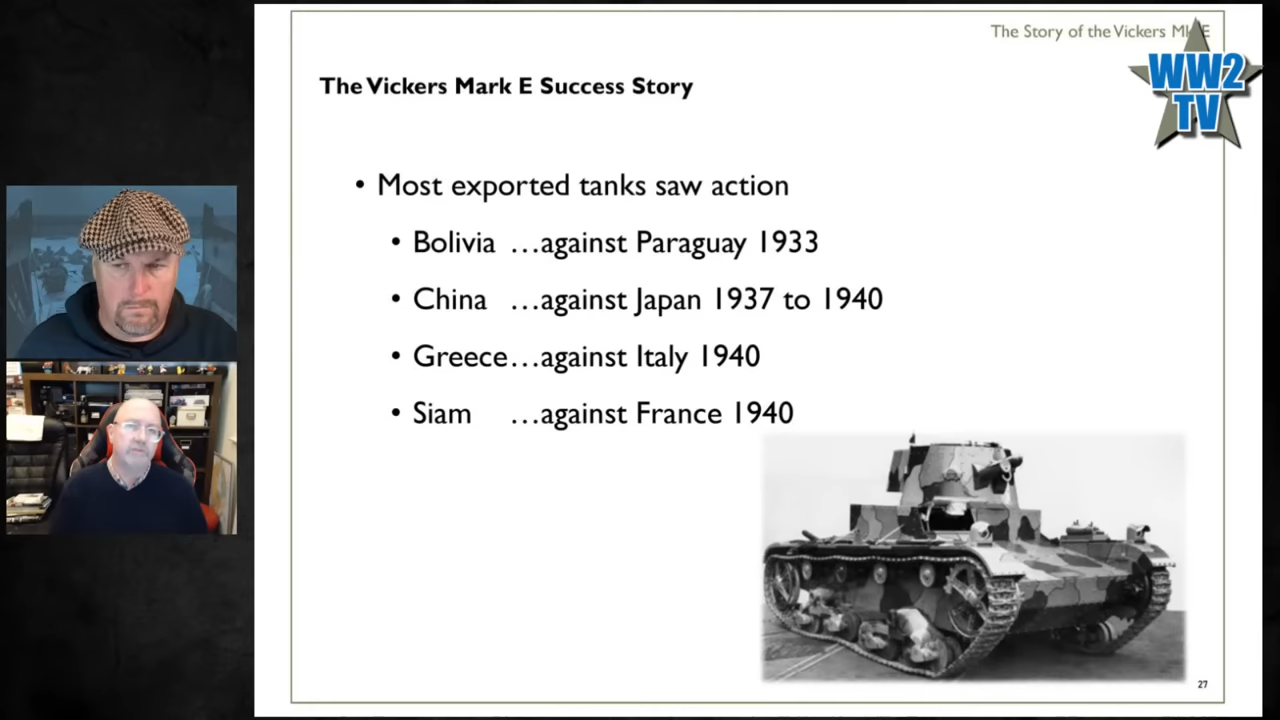 The Story of the Vickers Mk E
WW2
TV
The Vickers Mark E Success Story
• Most exported tanks saw action
• Bolivia ...against Paraguay 1933
• China ...against Japan 1937 to 1940
• Greece...against Italy 1940
• Siam ...against France 1940
27